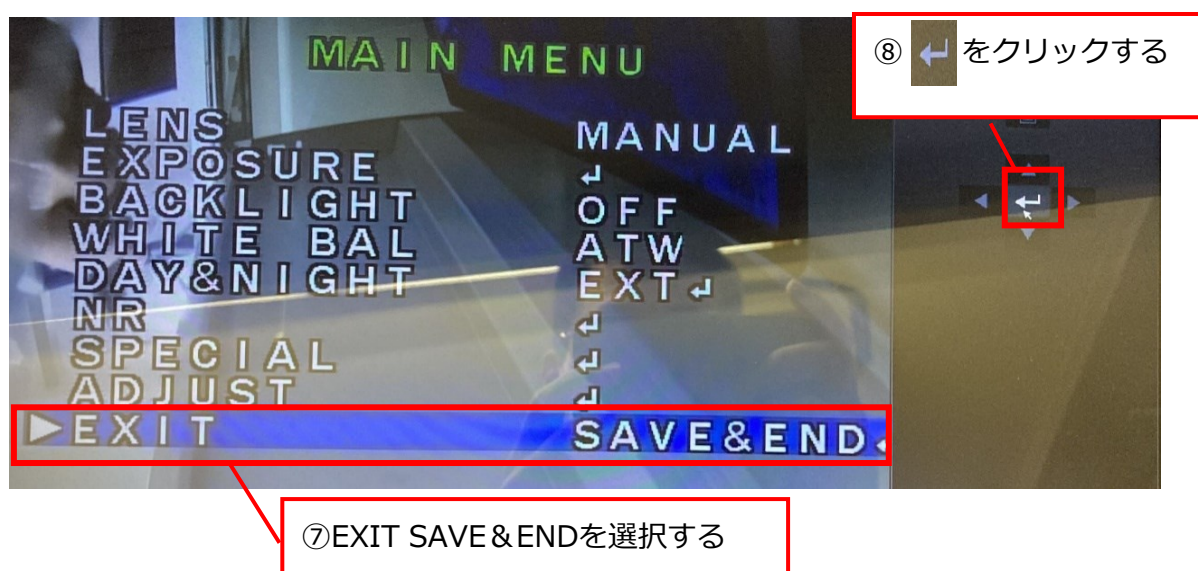 MAIN MENU
⑧ ↵ をクリックする
LENS MANUAL
EXPOSURE ↵
BACKLIGHT OFF
WHITE BAL ATW
DAY&NIGHT EXT↵
NR ↵
SPECIAL ↵
ADJUST ↵
▶EXIT SAVE&END↵
⑦EXIT SAVE&ENDを選択する